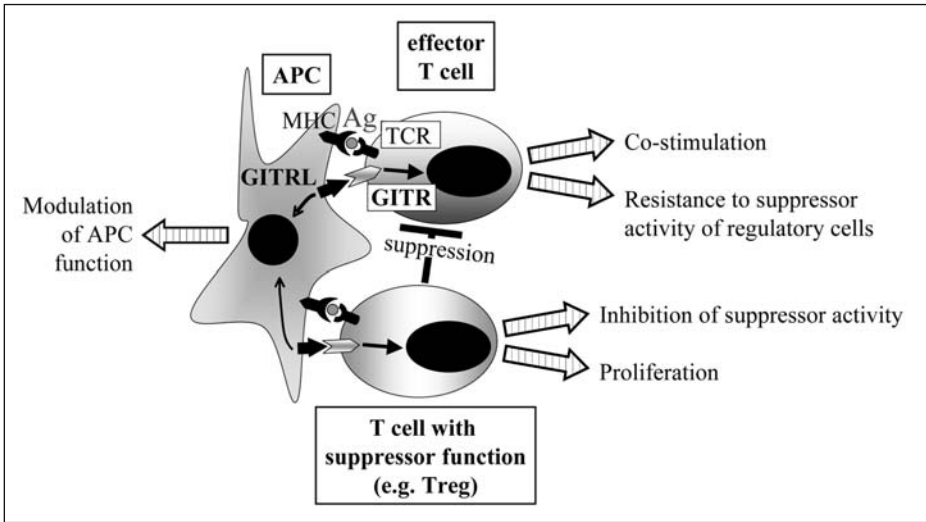 effector
T cell
APC
MHC Ag
TCR
GITRL
GITR
suppression
Co-stimulation
Resistance to suppressor
activity of regulatory cells
Modulation
of APC
function
Inhibition of suppressor activity
Proliferation
T cell with
suppressor function
(e.g. Treg)